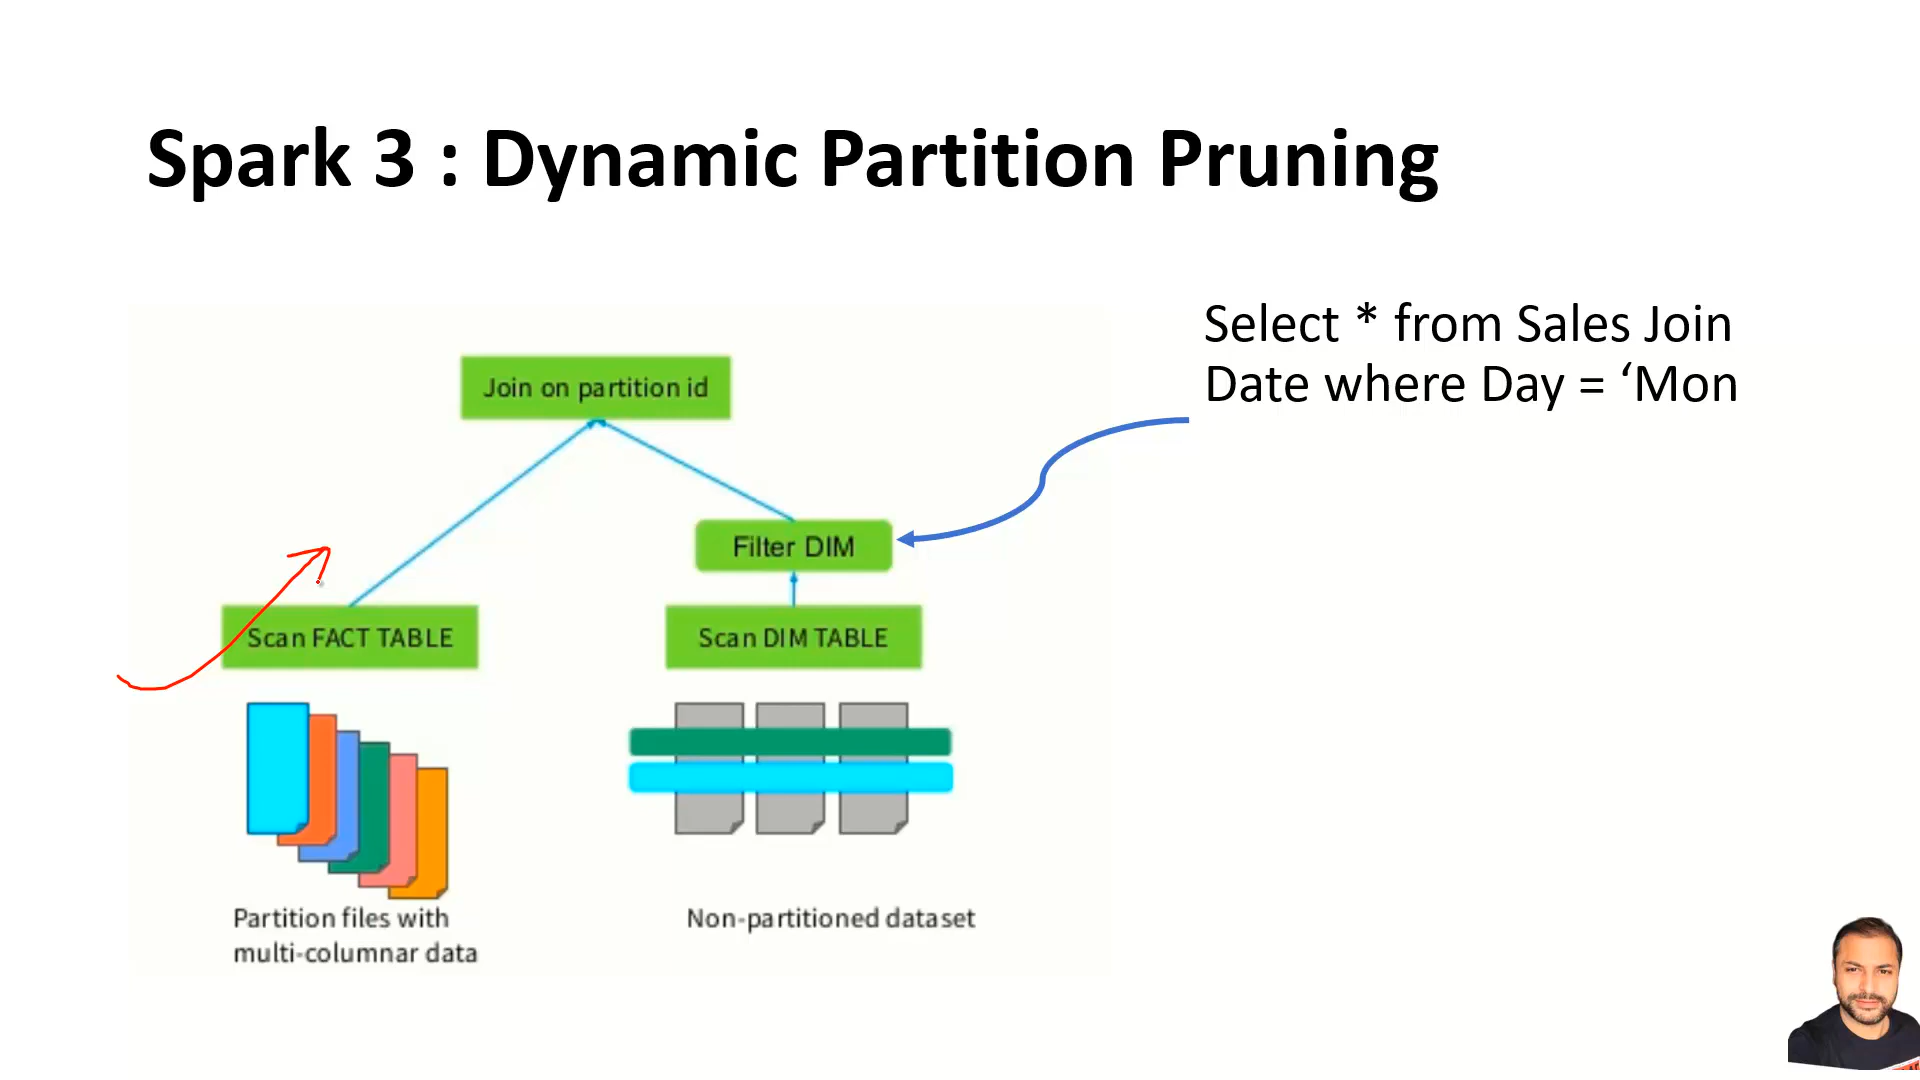 Spark 3 : Dynamic Partition Pruning
Select * from Sales Join
Date where Day = ‘Mon
Join on partition id
Filter DIM
Scan FACT TABLE
Scan DIM TABLE
Partition files with
multi-columnar data
Non-partitioned dataset